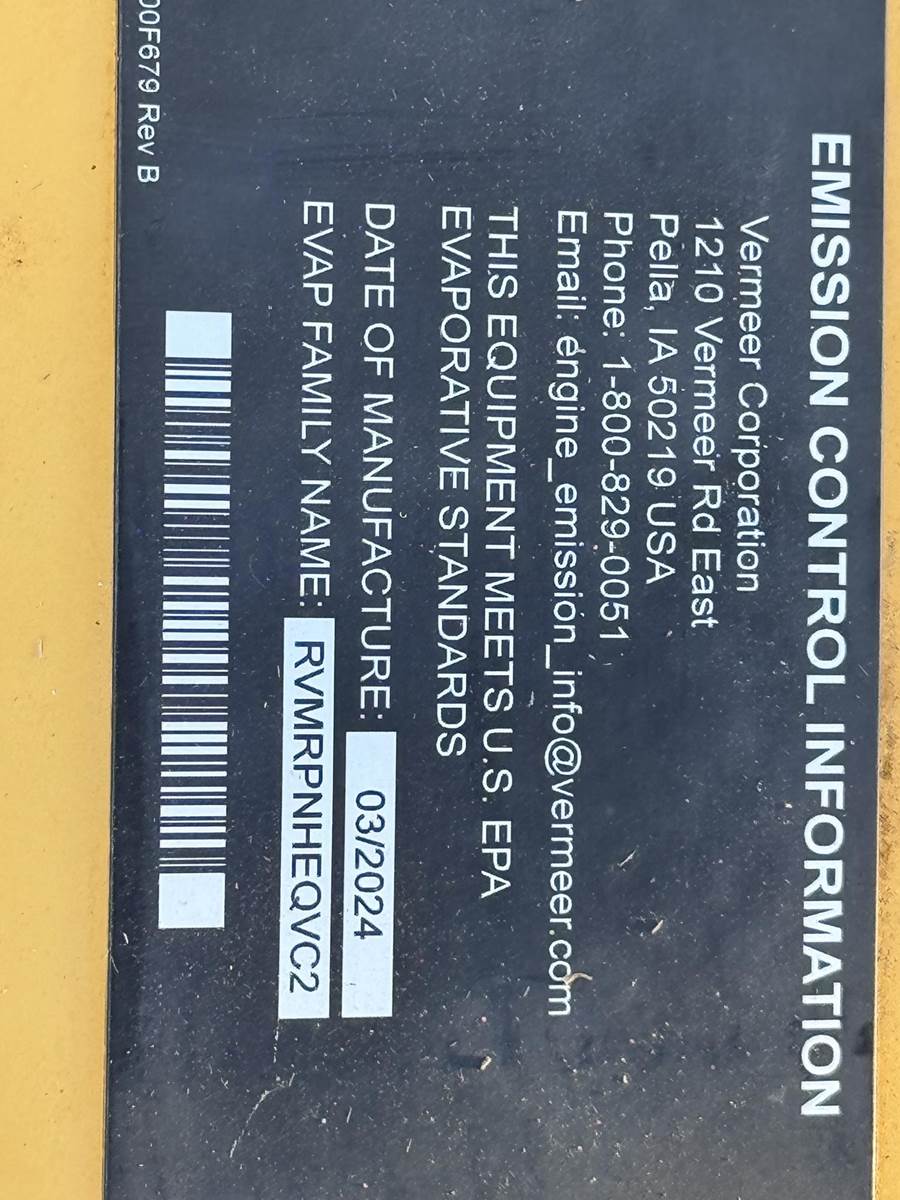 EMISSION CONTROL INFORMATION
Vermeer Corporation
1210 Vermeer Rd East
Pella, IA 50219 USA
Phone: 1-800-829-0051
Email: engine_emission_info@vermeer.com
THIS EQUIPMENT MEETS U.S. EPA
EVAPORATIVE STANDARDS
DATE OF MANUFACTURE: 03/2024
EVAP FAMILY NAME: RVMRPNHEQVC2
00F679 Rev B